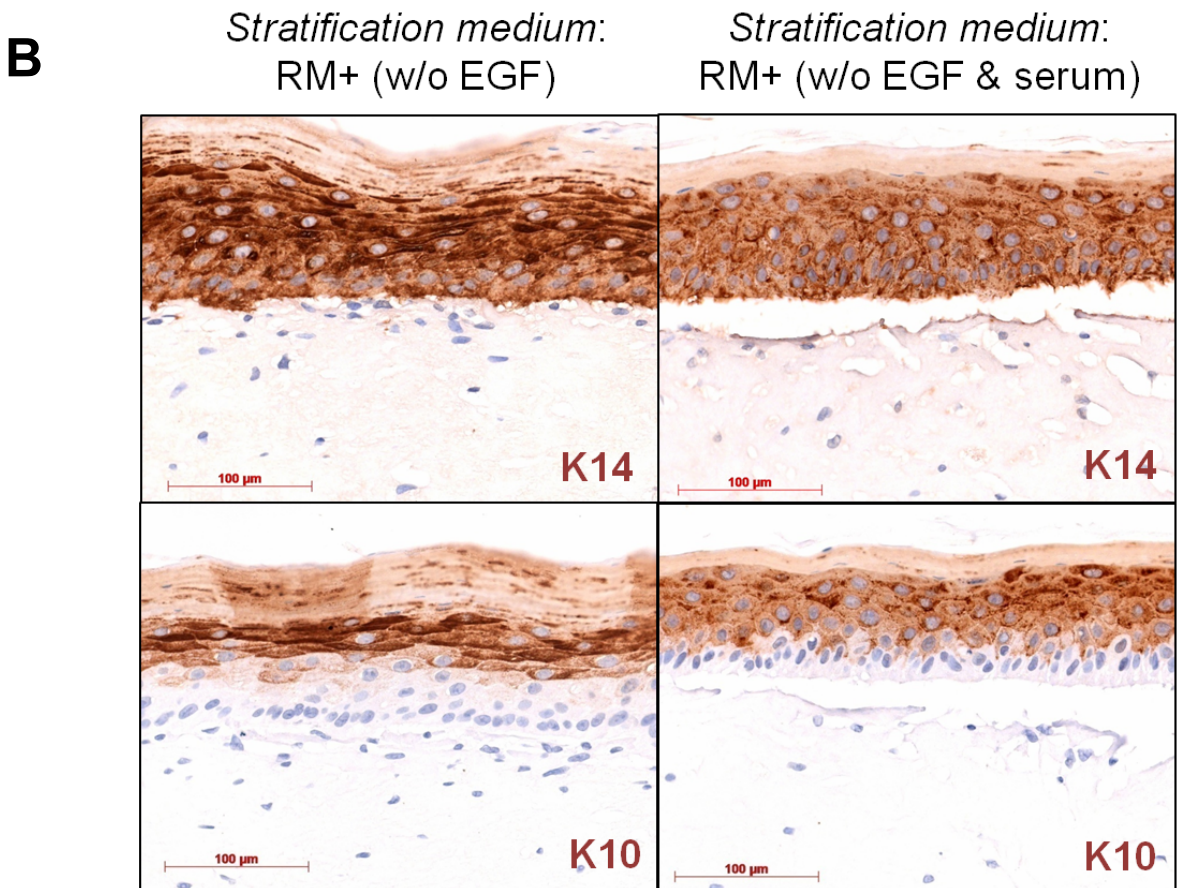 B
Stratification medium:
RM+ (w/o EGF)
Stratification medium:
RM+ (w/o EGF & serum)
100 µm
K14
100 µm
K14
100 µm
K10
100 µm
K10